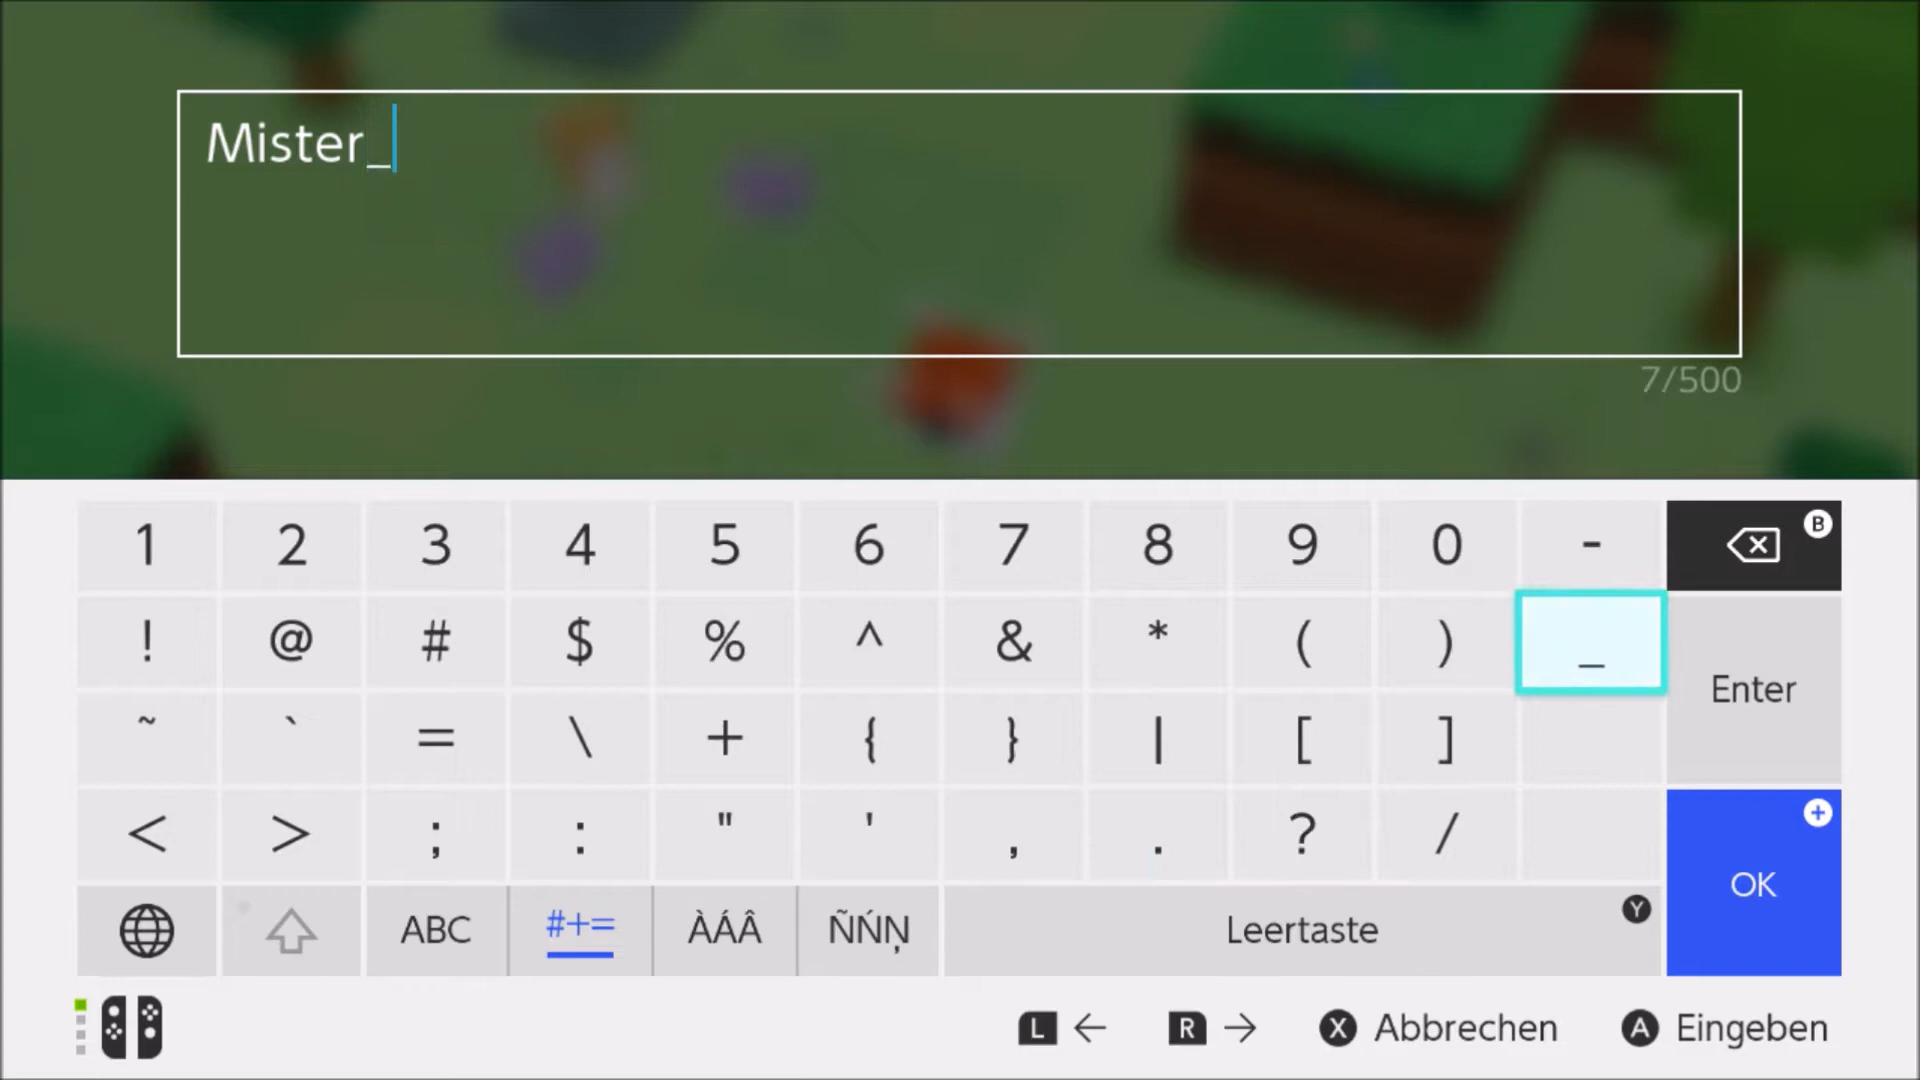 Mister_
7/500
1 2 3 4 5 6 7 8 9 0 - B
! @ # $ % ^ & * ( ) _ Enter
~ ` = \ + { } | [ ]
< > ; : " ' , . ? / + OK
ABC #+= ÀÁÂ ÑŃŅ Leertaste Y
L ← R → X Abbrechen A Eingeben